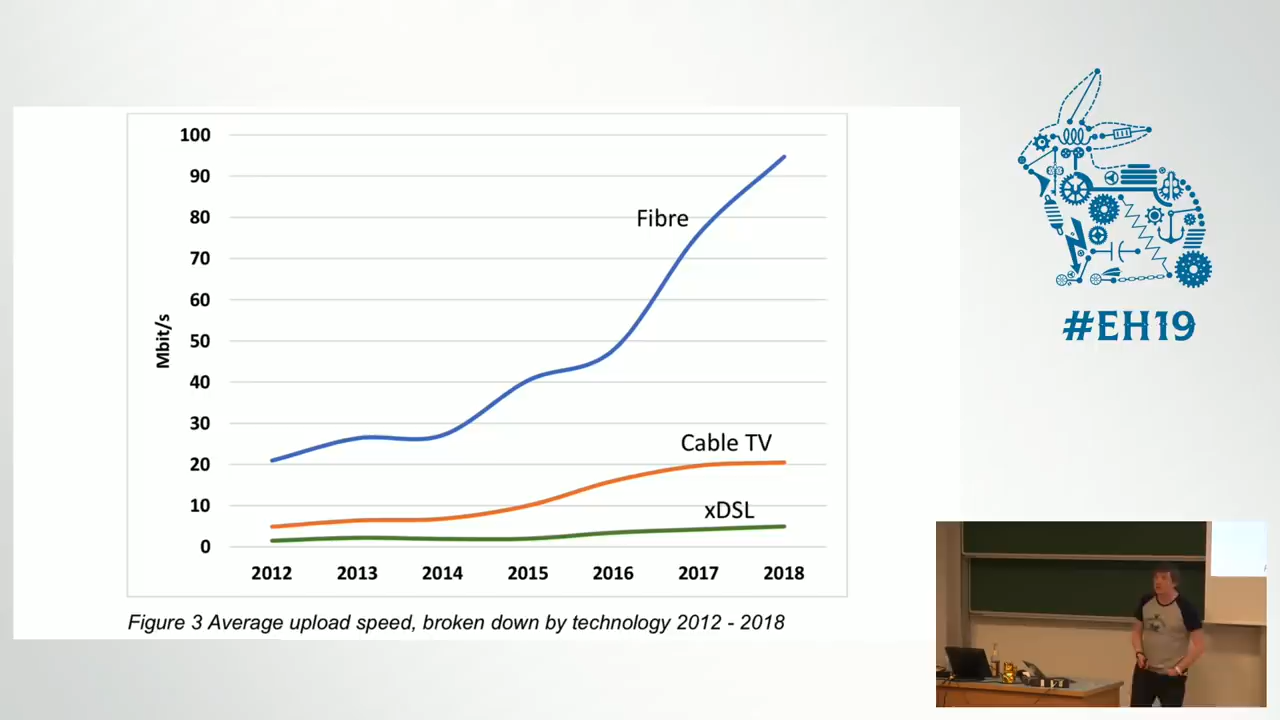 100
90
80
70
60
50
40
30
20
10
0
Mbit/s
Fibre
Cable TV
xDSL
2012 2013 2014 2015 2016 2017 2018
Figure 3 Average upload speed, broken down by technology 2012 - 2018
#EH19